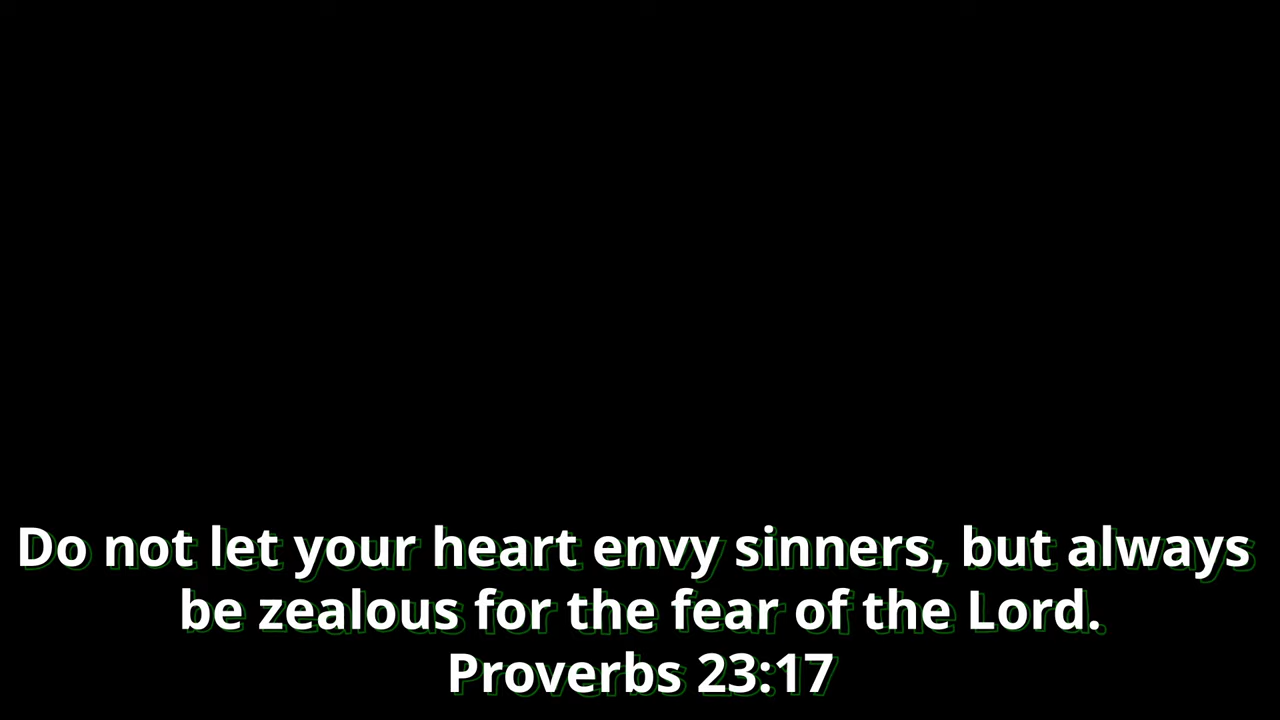 Do not let your heart envy sinners, but always
be zealous for the fear of the Lord.
Proverbs 23:17